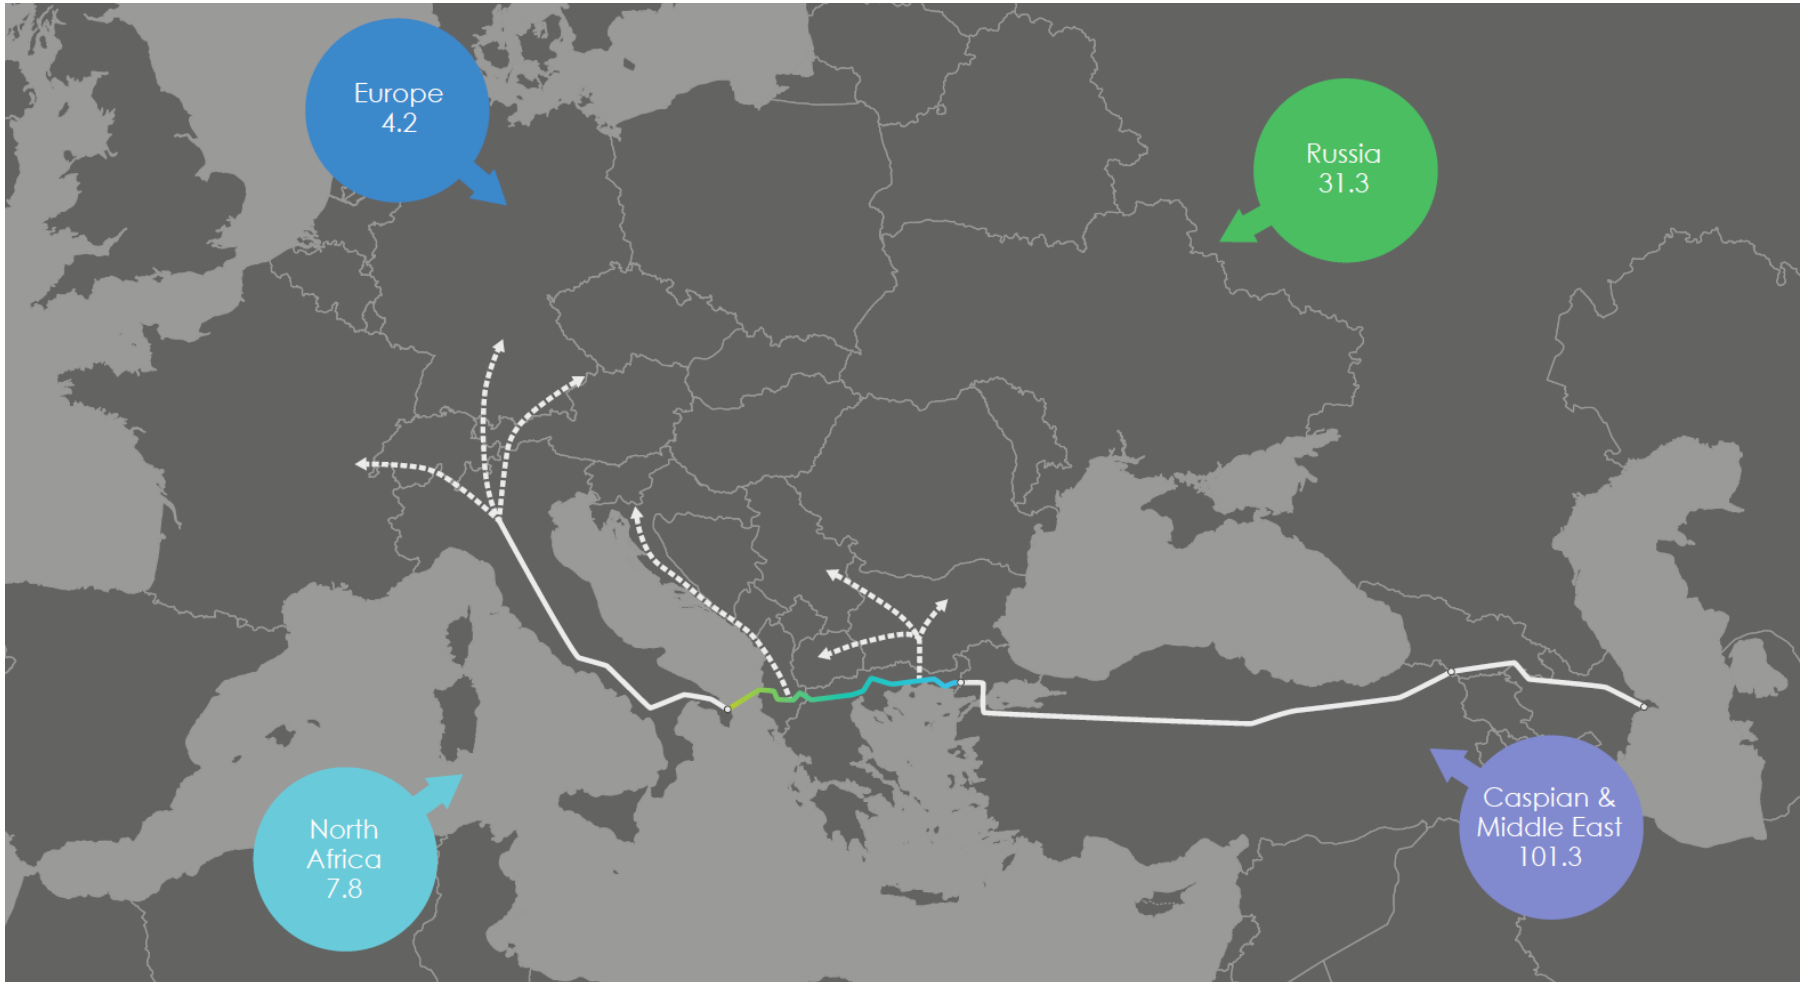 Europe
4.2
Russia
31.3
North
Africa
7.8
Caspian &
Middle East
101.3